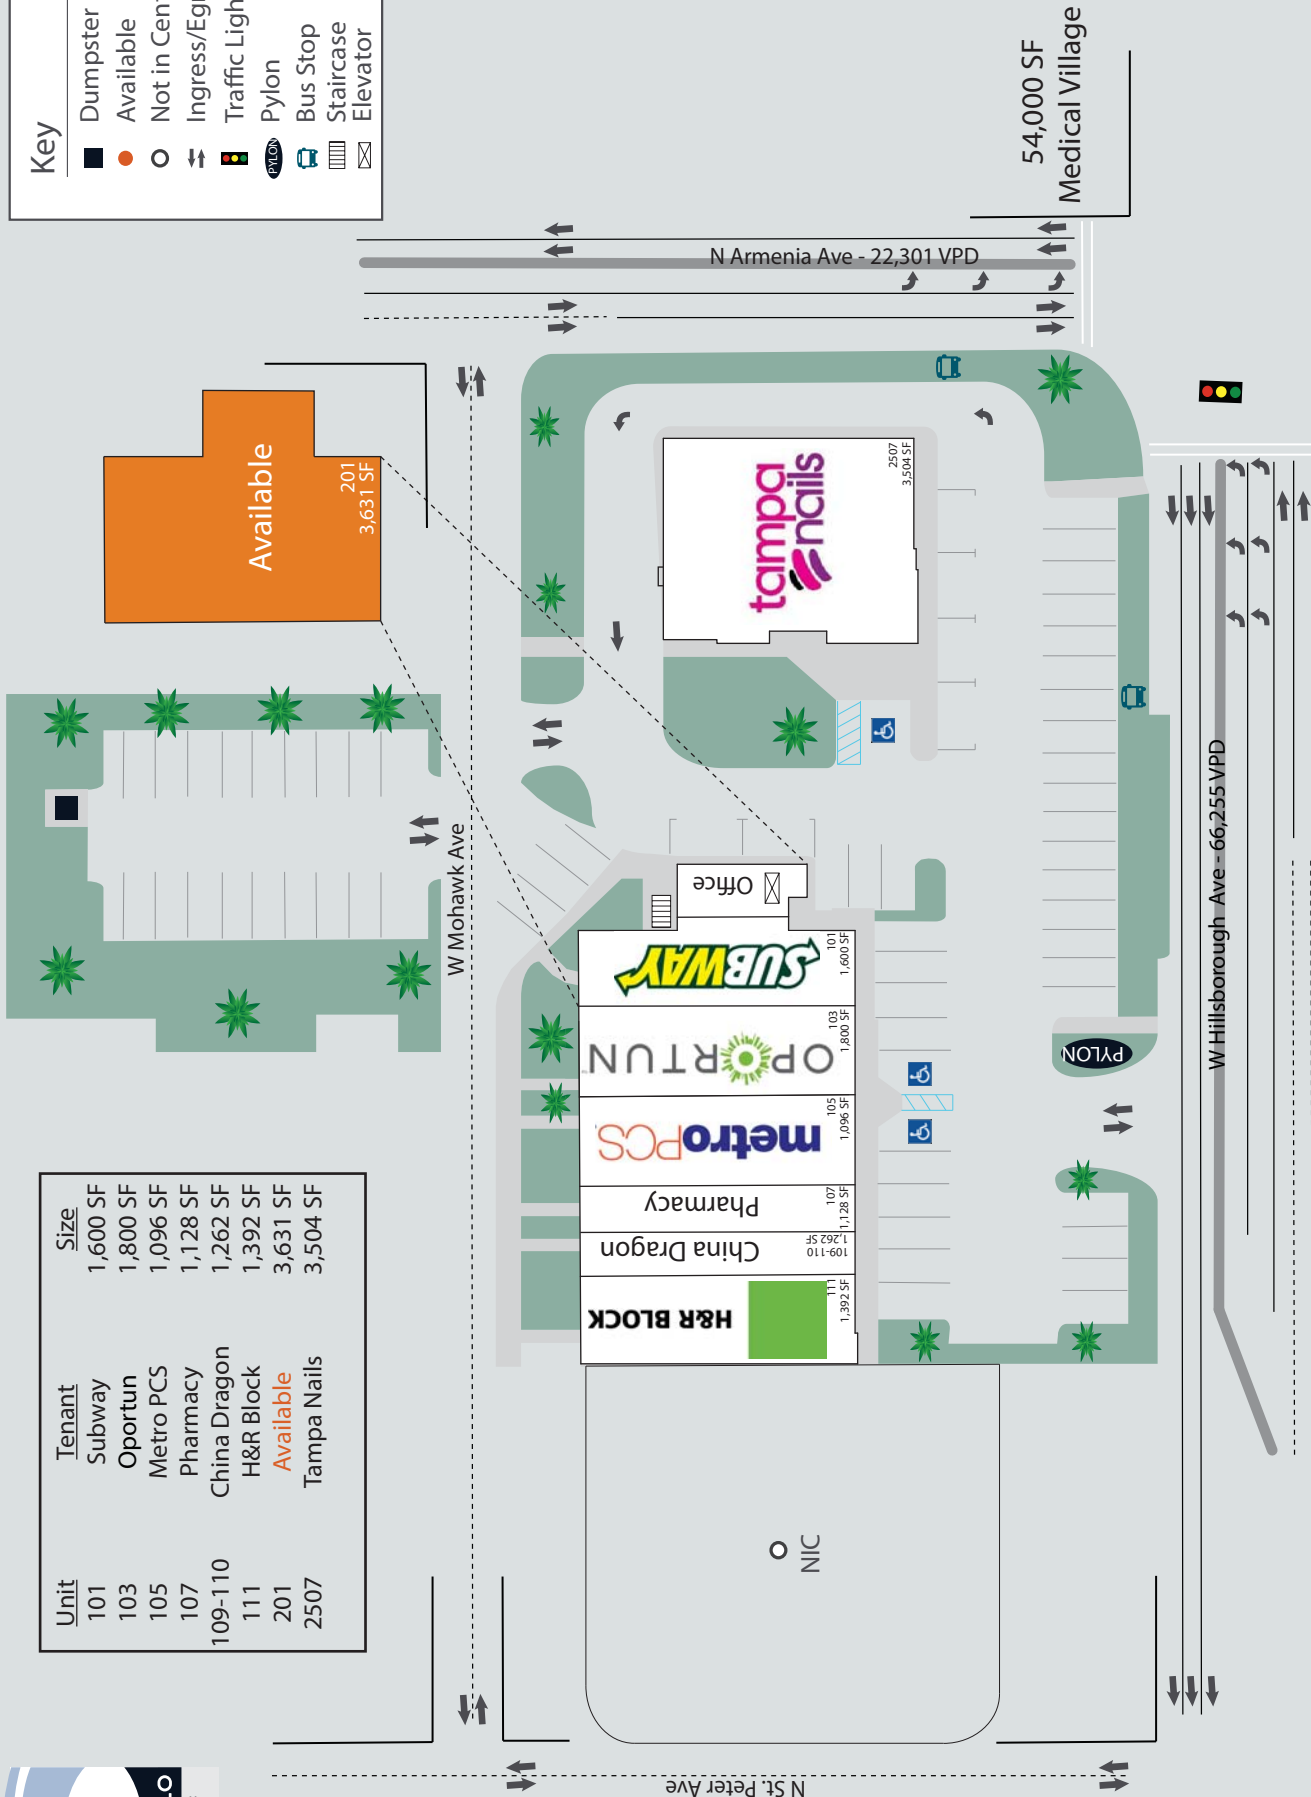 Key
Dumpster
Available
Not in Cent
Ingress/Egr
Traffic Ligh
PYLON Pylon
Bus Stop
Staircase
Elevator
54,000 SF
Medical Village
N Armenia Ave - 22,301 VPD
Available
201
3,631 SF
tampa
nails
2507
3,504 SF
W Mohawk Ave
W Hillsborough Ave - 66,255 VPD
Office
SUBWAY
101
1,600 SF
OPORTUN
103
1,800 SF
metroPCS
105
1,096 SF
Pharmacy
107
1,128 SF
China Dragon
109-110
1,262 SF
H&R BLOCK
111
1,392 SF
PYLON
NIC
N St. Peter Ave
Unit Tenant Size
101 Subway 1,600 SF
103 Oportun 1,800 SF
105 Metro PCS 1,096 SF
107 Pharmacy 1,128 SF
109-110 China Dragon 1,262 SF
111 H&R Block 1,392 SF
201 Available 3,631 SF
2507 Tampa Nails 3,504 SF